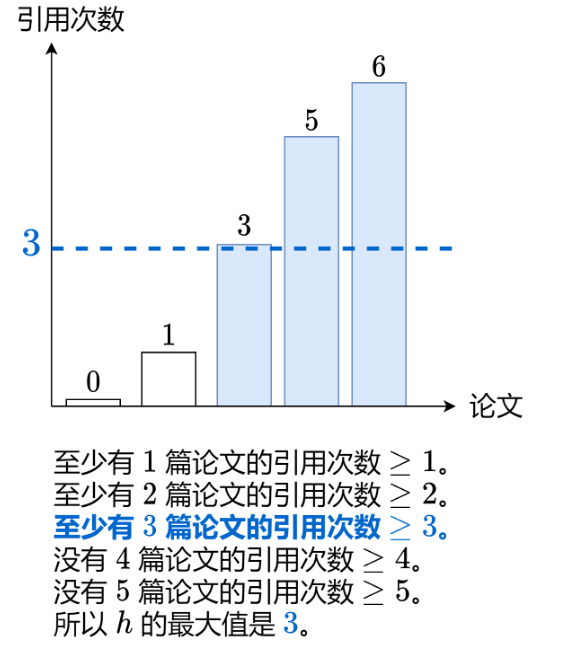 引用次数
6
5
3
3
1
0
论文
至少有 1 篇论文的引用次数 ≥ 1。
至少有 2 篇论文的引用次数 ≥ 2。
至少有 3 篇论文的引用次数 ≥ 3。
没有 4 篇论文的引用次数 ≥ 4。
没有 5 篇论文的引用次数 ≥ 5。
所以 h 的最大值是 3。